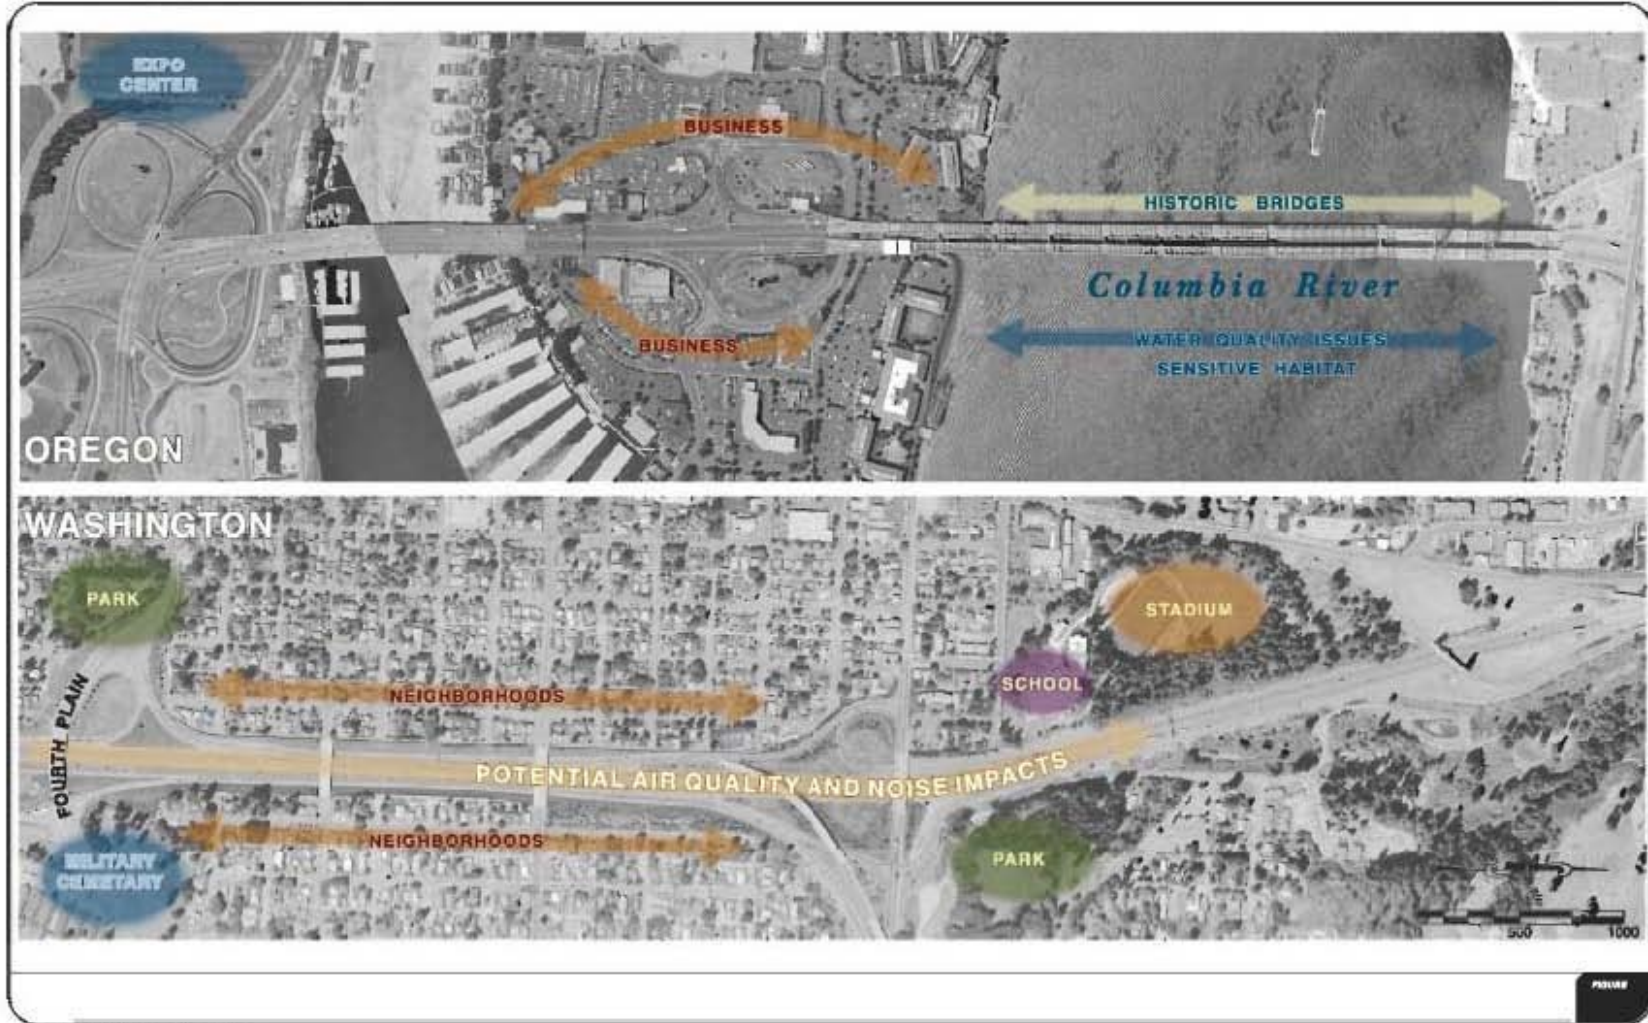 EXPO
CENTER
BUSINESS
HISTORIC BRIDGES
Columbia River
BUSINESS
WATER QUALITY ISSUES
SENSITIVE HABITAT
OREGON
WASHINGTON
PARK
STADIUM
SCHOOL
NEIGHBORHOODS
FOURTH PLAIN
POTENTIAL AIR QUALITY AND NOISE IMPACTS
NEIGHBORHOODS
MILITARY
CEMETARY
PARK
500
1000
FIGURE